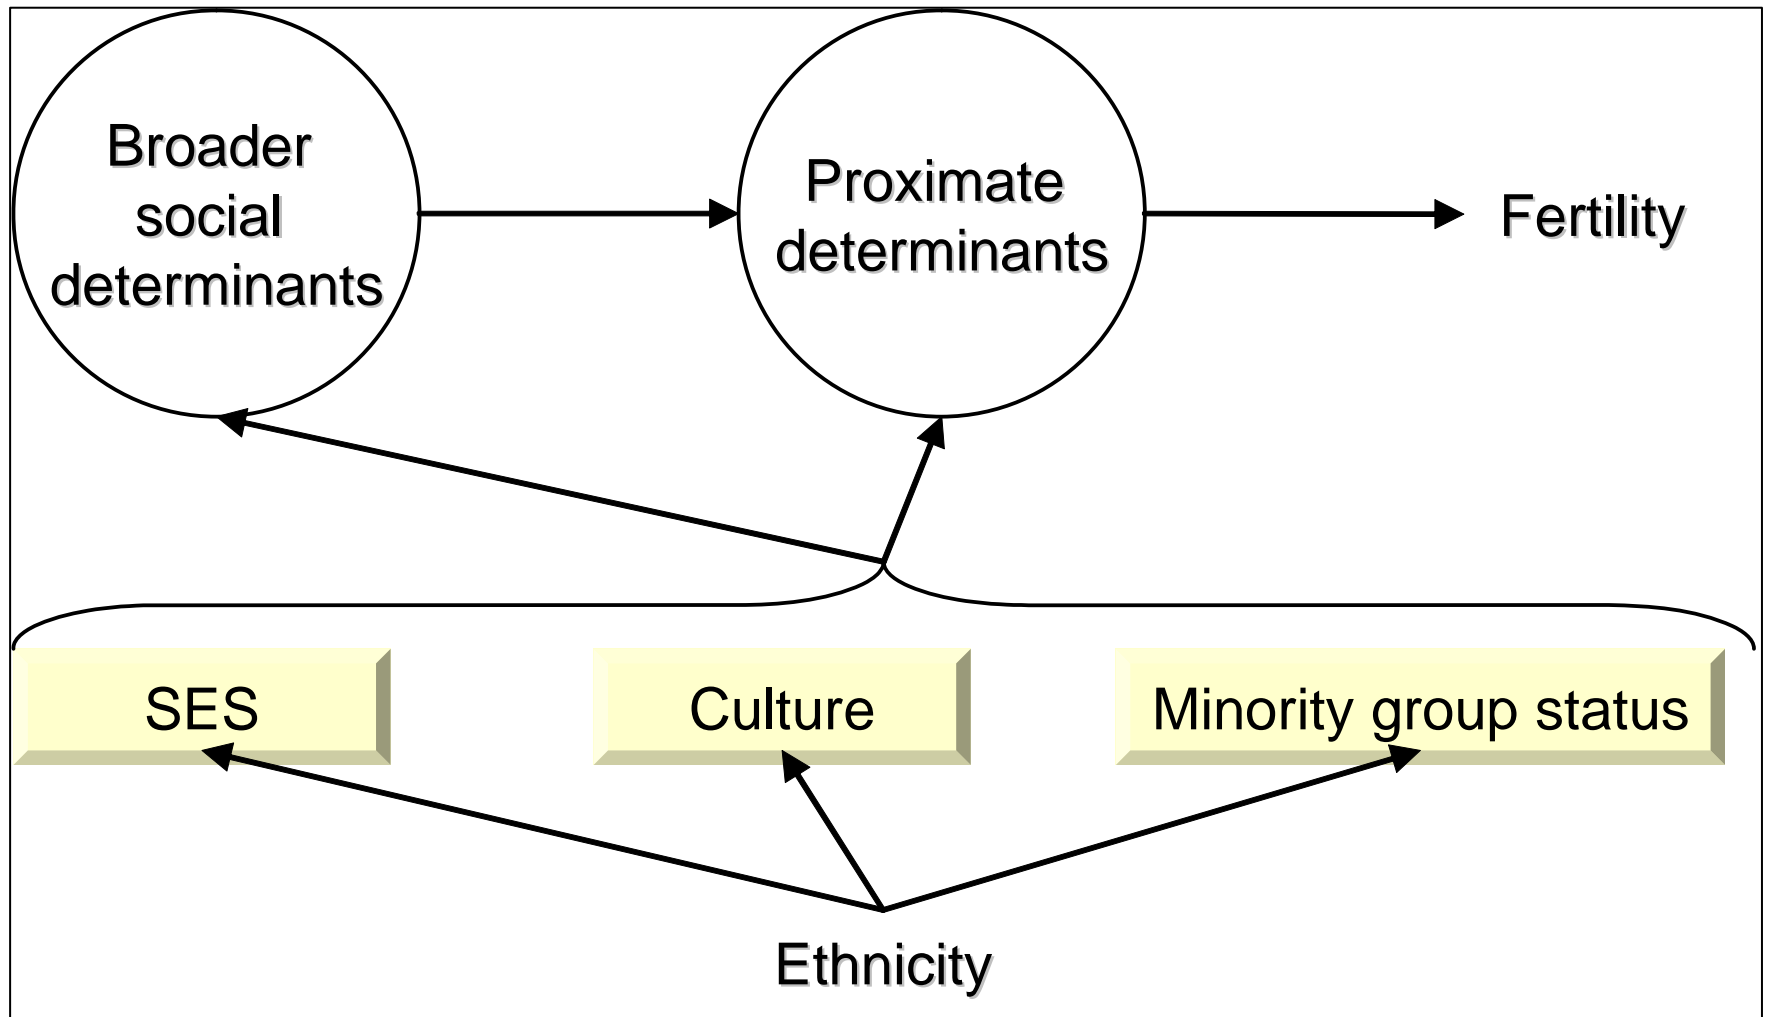 Broader
social
determinants
Proximate
determinants
Fertility
SES
Culture
Minority group status
Ethnicity